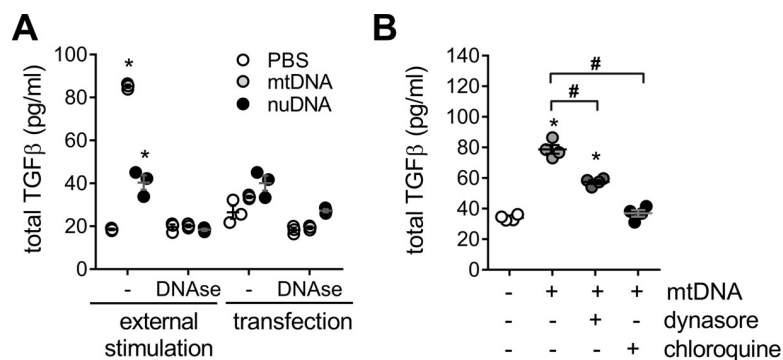 A
B
total TGFβ (pg/ml)
100
80
60
40
20
0
*
*
PBS
mtDNA
nuDNA
-
DNAse
-
DNAse
external
stimulation
transfection
total TGFβ (pg/ml)
140
120
100
80
60
40
20
0
#
#
*
*
- + + + mtDNA
- - + - dynasore
- - - + chloroquine